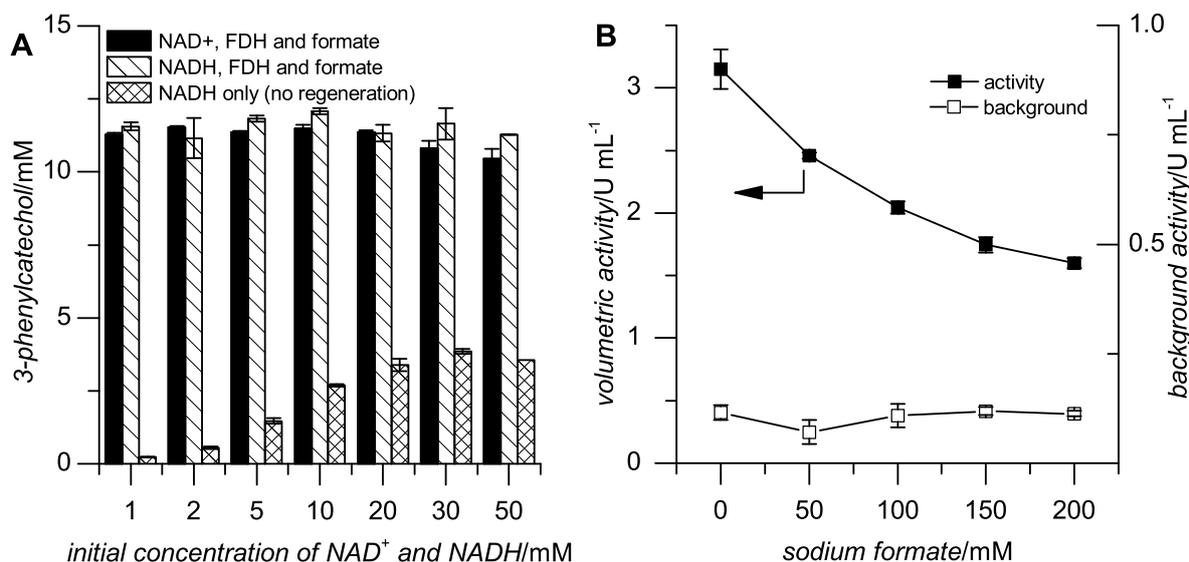 A
15
10
5
0
3-phenylcatechol/mM
NAD+, FDH and formate
NADH, FDH and formate
NADH only (no regeneration)
1 2 5 10 20 30 50
initial concentration of NAD⁺ and NADH/mM
B
3
2
1
0
volumetric activity/U mL⁻¹
activity
background
1.0
0.5
background activity/U mL⁻¹
0 50 100 150 200
sodium formate/mM